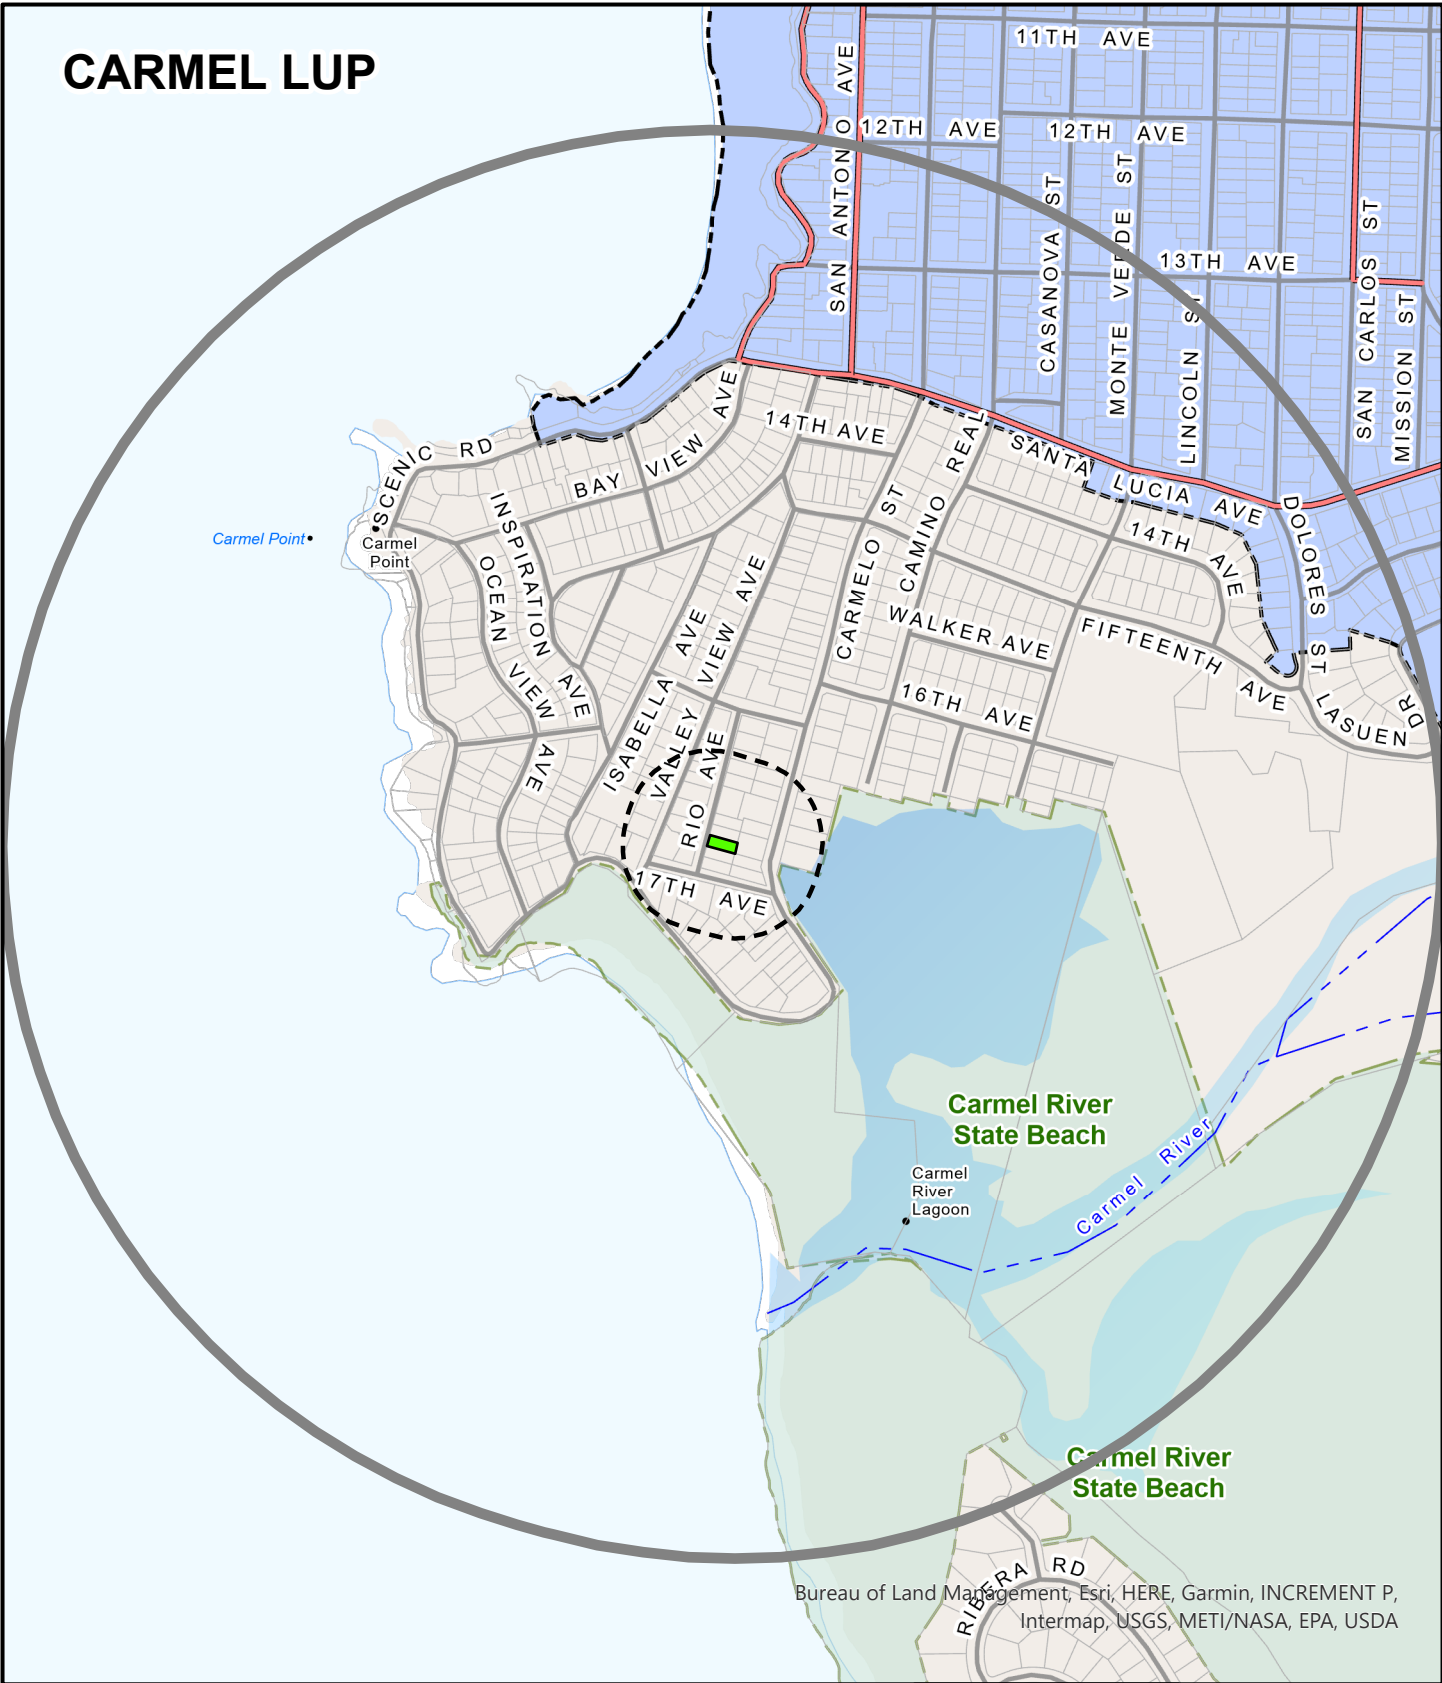 CARMEL LUP
11TH AVE
SAN ANTONIO AVE
12TH AVE
12TH AVE
CASANOVA ST
MONTE VERDE ST
LINCOLN ST
13TH AVE
SAN CARLOS ST
MISSION ST
14TH AVE
SCENIC RD
BAY VIEW AVE
SANTA LUCIA AVE
Carmel Point
Carmel
Point
INSPIRATION AVE
OCEAN VIEW AVE
CARMELO ST
CAMINO REAL
14TH AVE
DOLORES ST
WALKER AVE
FIFTEENTH AVE
ISABELLA AVE
VALLEY VIEW AVE
16TH AVE
LASUEN DR
RIO AVE
17TH AVE
Carmel River
State Beach
Carmel River
Carmel
River
Lagoon
Carmel River
State Beach
RIBERA RD
Bureau of Land Management, Esri, HERE, Garmin, INCREMENT P,
Intermap, USGS, METI/NASA, EPA, USDA